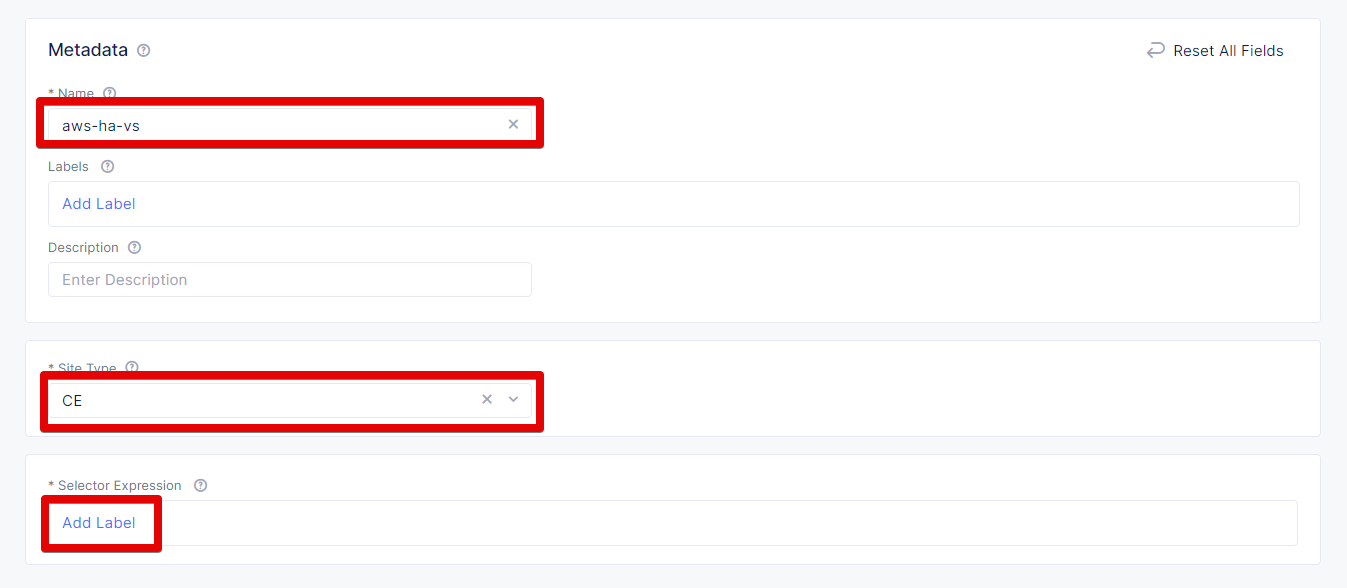 Metadata
Reset All Fields
* Name
aws-ha-vs
Labels
Add Label
Description
Enter Description
* Site Type
CE
* Selector Expression
Add Label